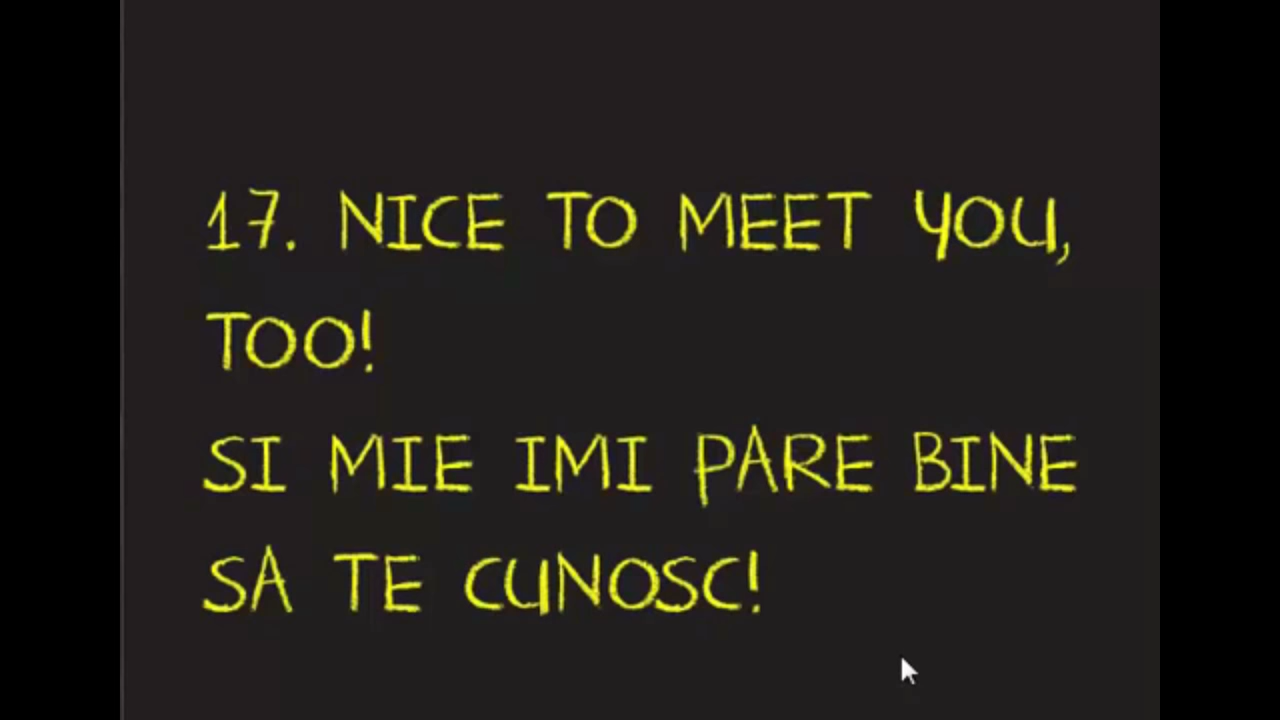 17. NICE TO MEET YOU,
TOO!
SI MIE IMI PARE BINE
SA TE CUNOSC!